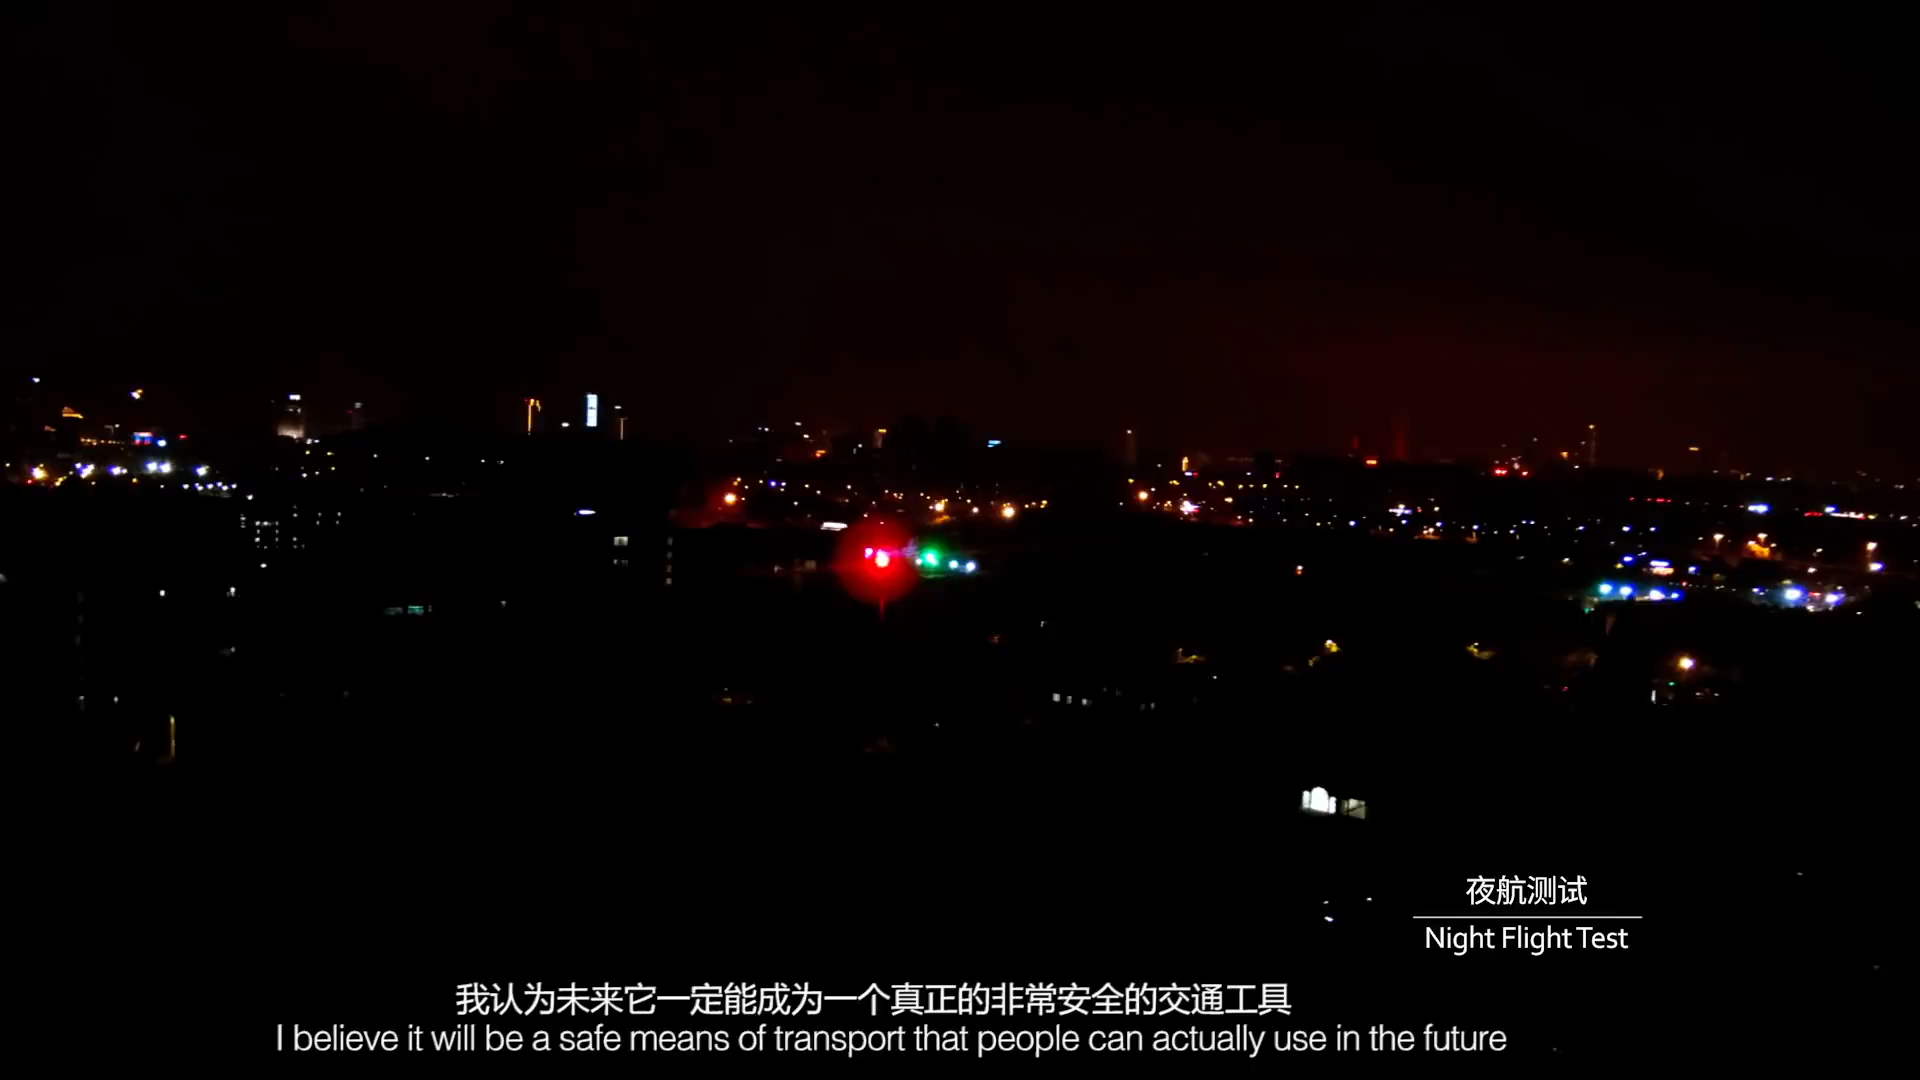 夜航测试
Night Flight Test
我认为未来它一定能成为一个真正的非常安全的交通工具
I believe it will be a safe means of transport that people can actually use in the future